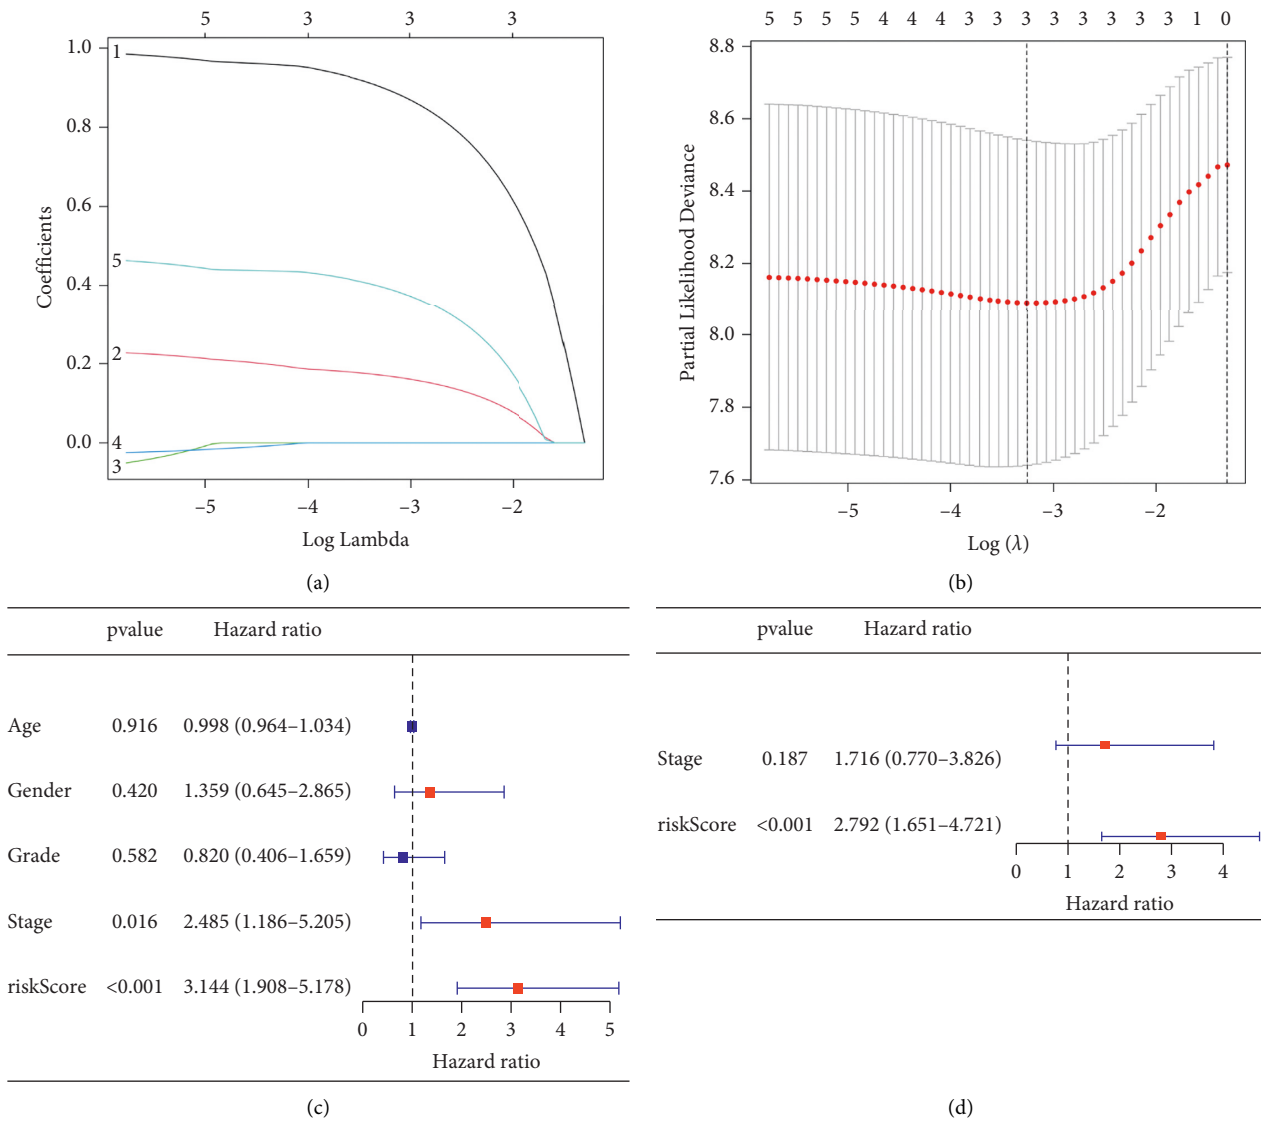 5 3 3 3
1.0
0.8
0.6
0.4
0.2
0.0
Coefficients
1
5
2
4
3
–5 –4 –3 –2
Log Lambda
(a)
5 5 5 5 4 4 4 3 3 3 3 3 3 3 1 0
8.8
8.6
8.4
8.2
8.0
7.8
7.6
Partial Likelihood Deviance
–5 –4 –3 –2
Log (λ)
(b)
pvalue Hazard ratio
Age 0.916 0.998 (0.964–1.034)
Gender 0.420 1.359 (0.645–2.865)
Grade 0.582 0.820 (0.406–1.659)
Stage 0.016 2.485 (1.186–5.205)
riskScore <0.001 3.144 (1.908–5.178)
0 1 2 3 4 5
Hazard ratio
(c)
pvalue Hazard ratio
Stage 0.187 1.716 (0.770–3.826)
riskScore <0.001 2.792 (1.651–4.721)
0 1 2 3 4
Hazard ratio
(d)